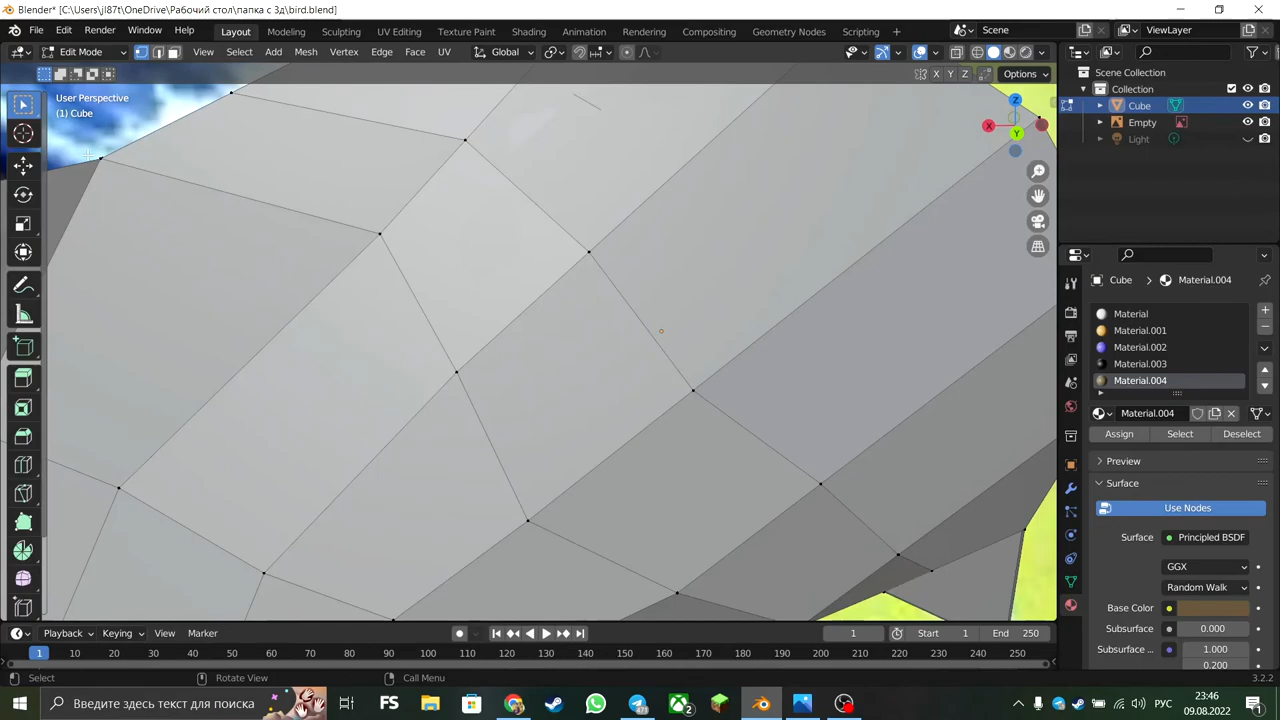 Blender* [C:\Users\jl87t\OneDrive\Рабочий стол\папка с 3д\bird.blend]
File Edit Render Window Help Layout Modeling Sculpting UV Editing Texture Paint Shading Animation Rendering Compositing Geometry Nodes Scripting + Scene ViewLayer
Edit Mode View Select Add Mesh Vertex Edge Face UV Global
X Y Z Options
User Perspective
(1) Cube
Z
X
Y
Scene Collection
Collection
Cube
Empty
Light
Cube > Material.004
Material
Material.001
Material.002
Material.003
Material.004
Material.004
Assign Select Deselect
Preview
Surface
Use Nodes
Surface Principled BSDF
GGX
Random Walk
Base Color
Subsurface 0.000
Subsurface ... 1.000
0.200
Playback Keying View Marker 1 Start 1 End 250
1 10 20 30 40 50 60 70 80 90 100 110 120 130 140 150 160 170 180 190 200 210 220 230 240 250
Select Rotate View Call Menu 3.2.2
Введите здесь текст для поиска FS 2 РУС 23:46
09.08.2022